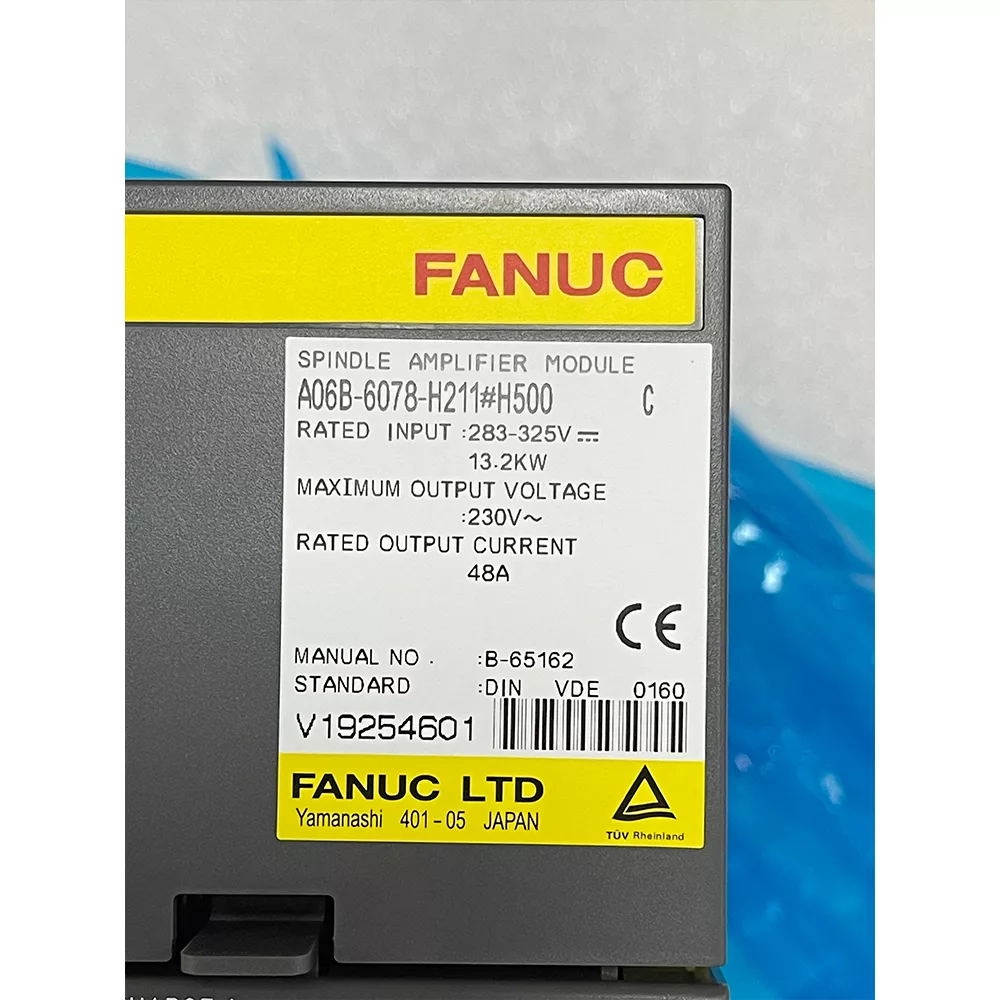 FANUC
SPINDLE AMPLIFIER MODULE
A06B-6078-H211#H500 C
RATED INPUT :283-325V⎓
13.2KW
MAXIMUM OUTPUT VOLTAGE
:230V~
RATED OUTPUT CURRENT
48A
CE
MANUAL NO. :B-65162
STANDARD :DIN VDE 0160
V19254601
FANUC LTD
Yamanashi 401-05 JAPAN
TÜV Rheinland